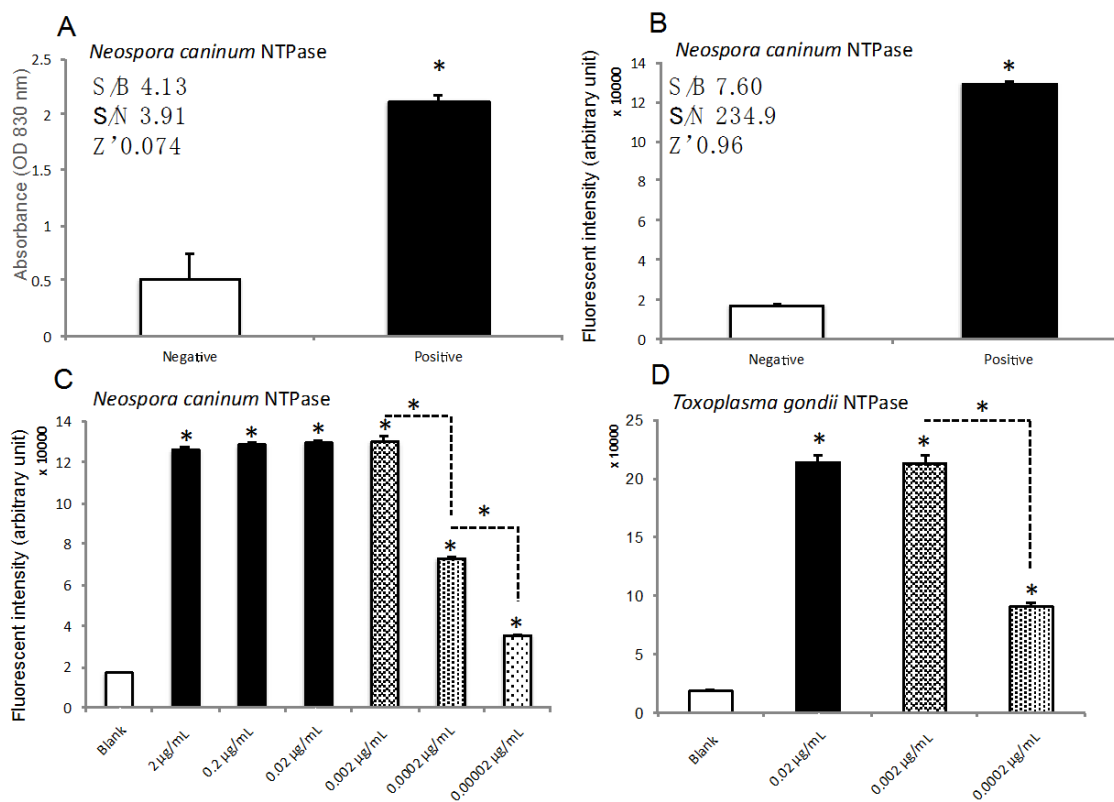 A
Neospora caninum NTPase
S/B 4.13
S/N 3.91
Z’0.074
Absorbance (OD 830 nm)
2.5
2
1.5
1
0.5
0
*
Negative
Positive
B
Neospora caninum NTPase
S/B 7.60
S/N 234.9
Z’0.96
Fluorescent intensity (arbitrary unit)
x 10000
14
12
10
8
6
4
2
0
*
Negative
Positive
C
Neospora caninum NTPase
Fluorescent intensity (arbitrary unit)
x 10000
14
12
10
8
6
4
2
0
* * * * * * * *
Blank
2 µg/mL
0.2 µg/mL
0.02 µg/mL
0.002 µg/mL
0.0002 µg/mL
0.00002 µg/mL
D
Toxoplasma gondii NTPase
x 10000
25
20
15
10
5
0
* * * *
Blank
0.02 µg/mL
0.002 µg/mL
0.0002 µg/mL